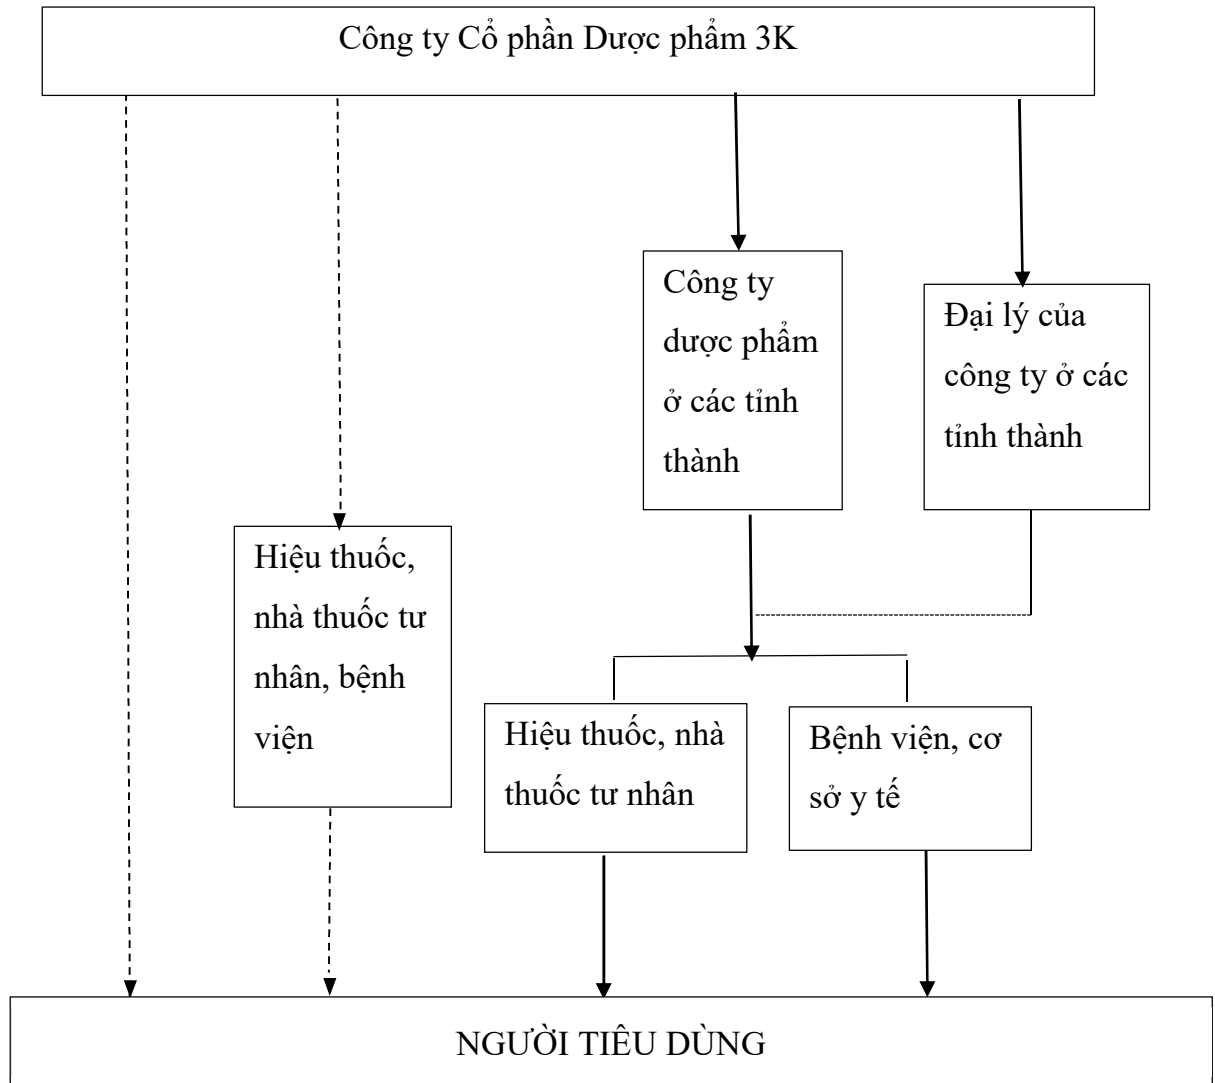 Công ty Cổ phần Dược phẩm 3K
Công ty
dược phẩm
ở các tỉnh
thành
Đại lý của
công ty ở các
tỉnh thành
Hiệu thuốc,
nhà thuốc tư
nhân, bệnh
viện
Hiệu thuốc, nhà
thuốc tư nhân
Bệnh viện, cơ
sở y tế
NGƯỜI TIÊU DÙNG